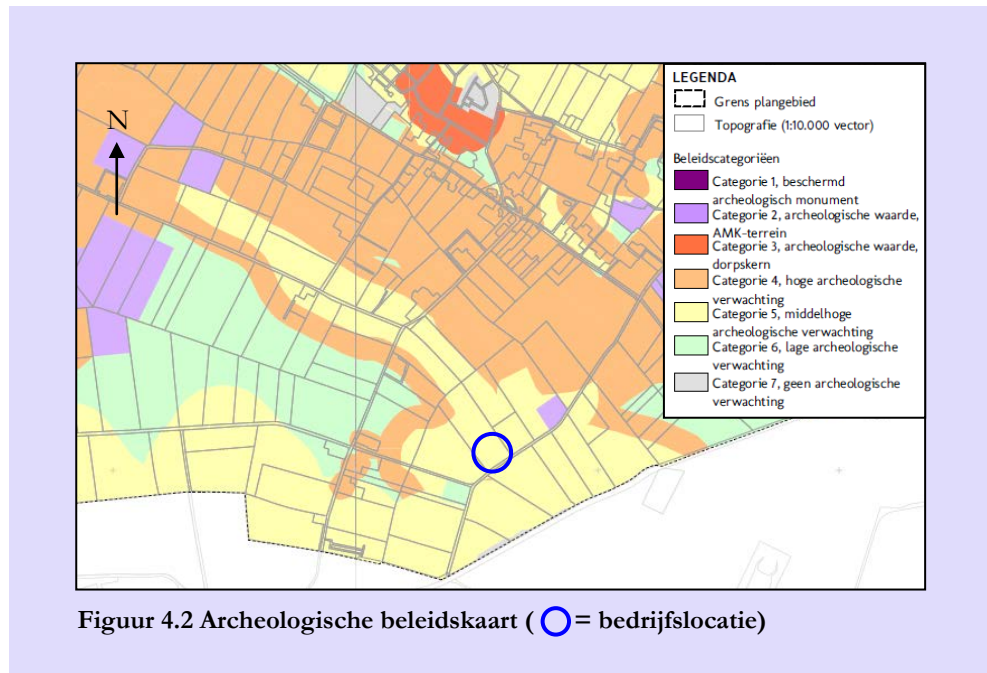 N
LEGENDA
Grens plangebied
Topografie (1:10.000 vector)
Beleidscategoriëen
Categorie 1, beschermd
archeologisch monument
Categorie 2, archeologische waarde,
AMK-terrein
Categorie 3, archeologische waarde,
dorpskern
Categorie 4, hoge archeologische
verwachting
Categorie 5, middelhoge
archeologische verwachting
Categorie 6, lage archeologische
verwachting
Categorie 7, geen archeologische
verwachting
Figuur 4.2 Archeologische beleidskaart ( = bedrijfslocatie)